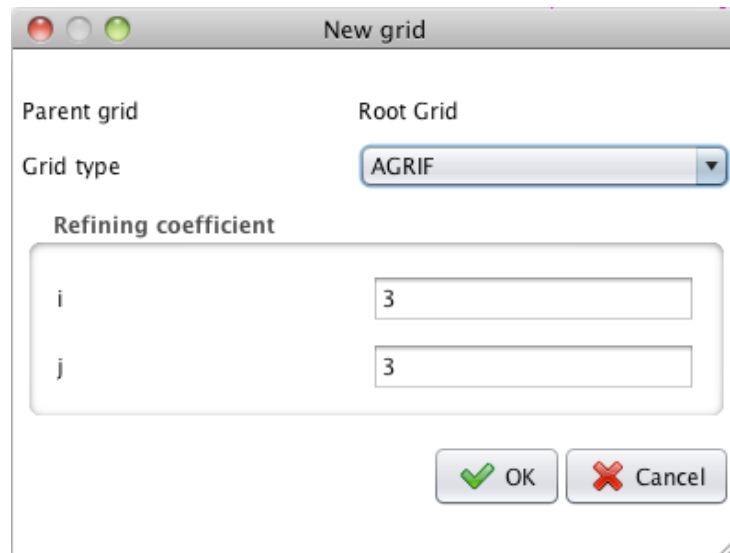 New grid
Parent grid Root Grid
Grid type AGRIF
Refining coefficient
i 3
j 3
OK Cancel